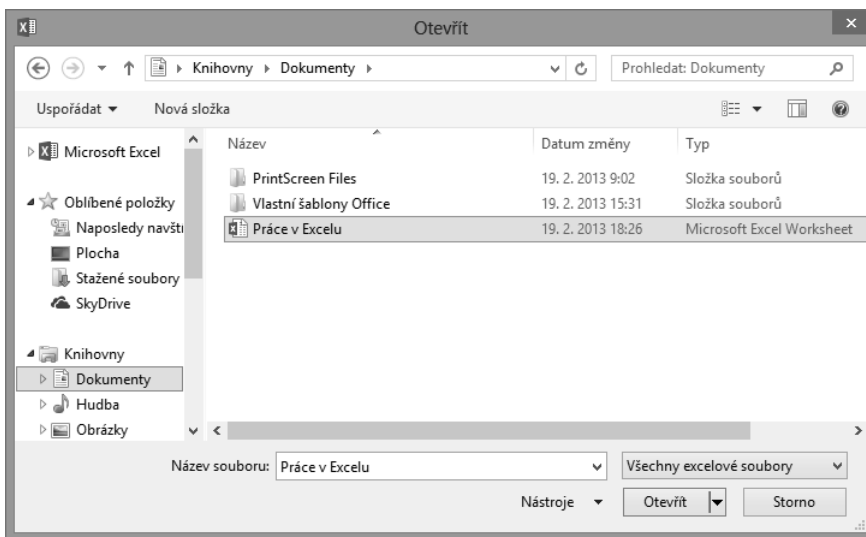 Otevřít
Knihovny Dokumenty
Prohledat: Dokumenty
Uspořádat Nová složka
Název Datum změny Typ
Microsoft Excel
Oblíbené položky
Naposledy navšti
Plocha
Stažené soubory
SkyDrive
Knihovny
Dokumenty
Hudba
Obrázky
PrintScreen Files 19. 2. 2013 9:02 Složka souborů
Vlastní šablony Office 19. 2. 2013 15:31 Složka souborů
Práce v Excelu 19. 2. 2013 18:26 Microsoft Excel Worksheet
Název souboru: Práce v Excelu Všechny excelové soubory
Nástroje Otevřít Storno